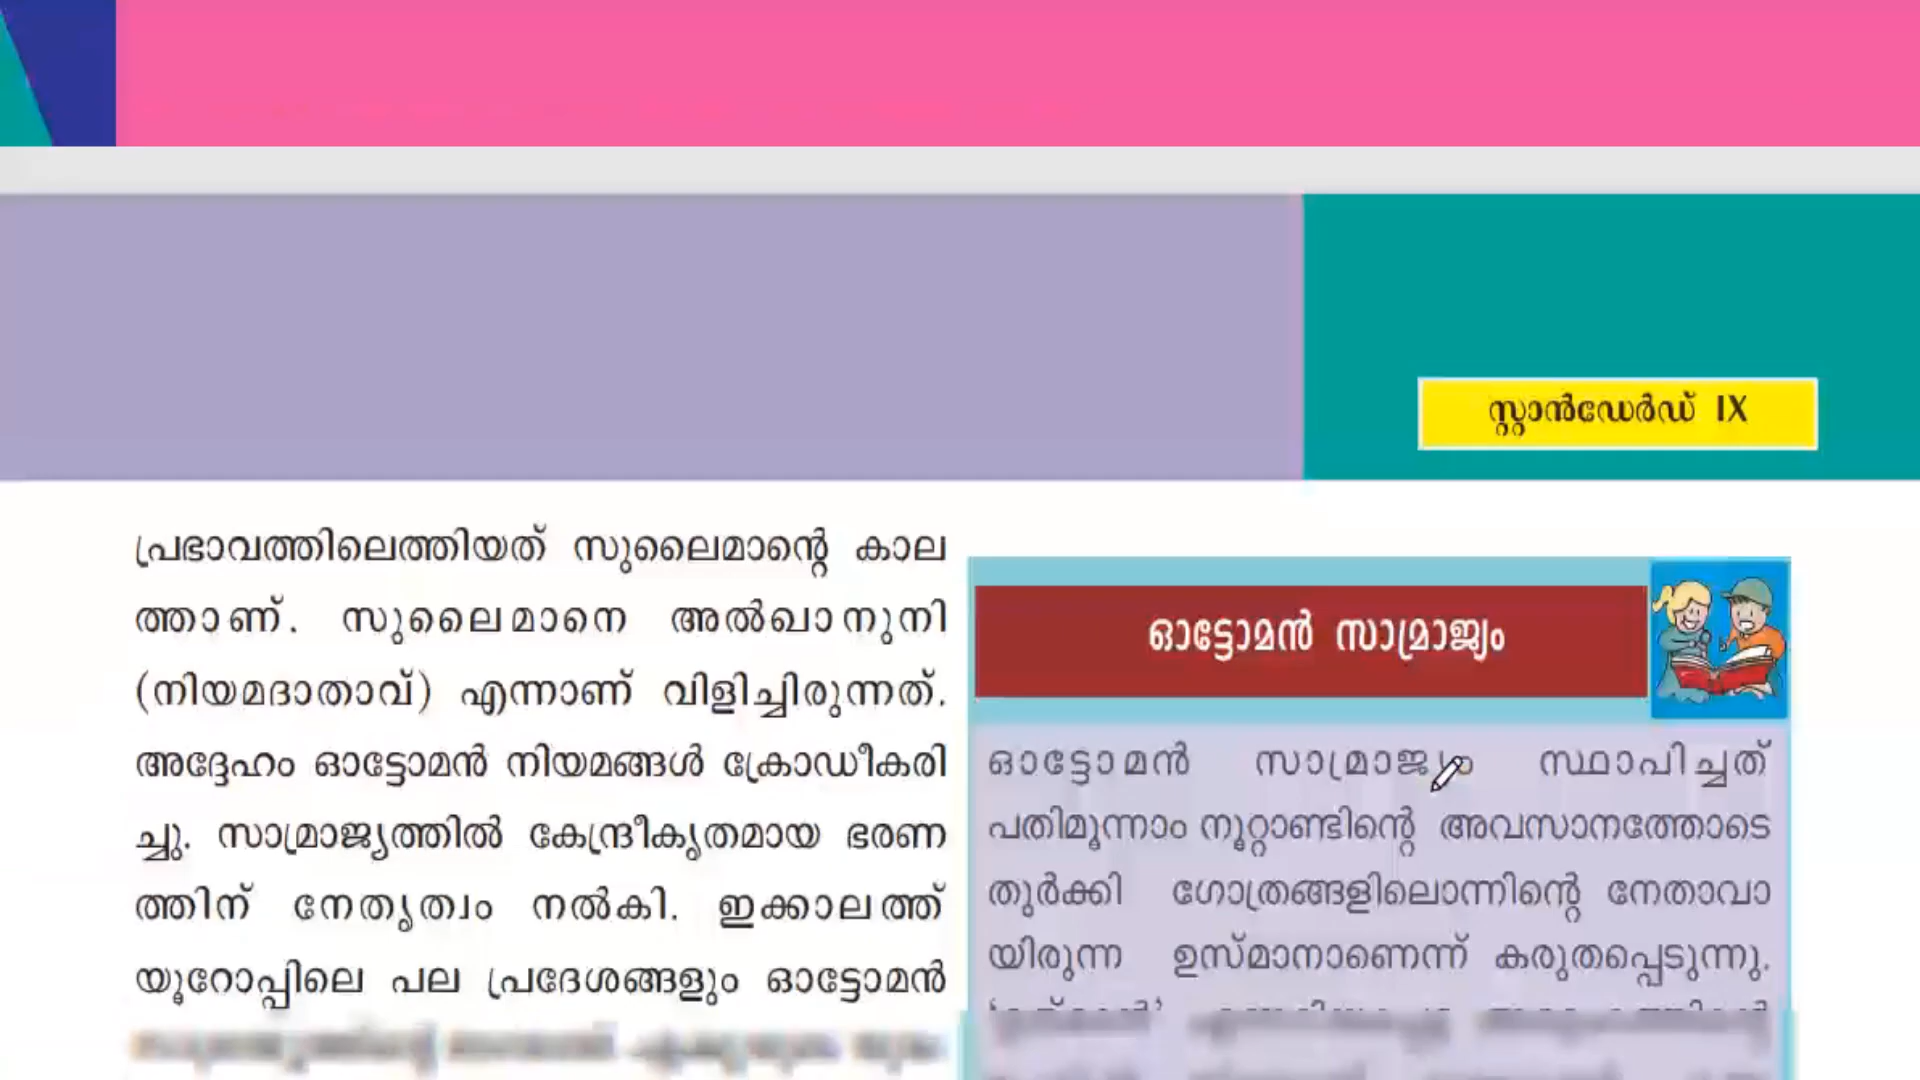 സ്റ്റാൻഡേർഡ് IX
പ്രഭാവത്തിലെത്തിയത് സുലൈമാന്റെ കാല
ത്താണ്. സുലൈമാനെ അൽഖാനുനി
(നിയമദാതാവ്) എന്നാണ് വിളിച്ചിരുന്നത്.
അദ്ദേഹം ഓട്ടോമൻ നിയമങ്ങൾ ക്രോഡീകരി
ച്ചു. സാമ്രാജ്യത്തിൽ കേന്ദ്രീകൃതമായ ഭരണ
ത്തിന് നേതൃത്വം നൽകി. ഇക്കാലത്ത്
യൂറോപ്പിലെ പല പ്രദേശങ്ങളും ഓട്ടോമൻ
ഓട്ടോമൻ സാമ്രാജ്യം
ഓട്ടോമൻ സാമ്രാജ്യം സ്ഥാപിച്ചത്
പതിമൂന്നാം നൂറ്റാണ്ടിന്റെ അവസാനത്തോടെ
തുർക്കി ഗോത്രങ്ങളിലൊന്നിന്റെ നേതാവാ
യിരുന്ന ഉസ്മാനാണെന്ന് കരുതപ്പെടുന്നു.